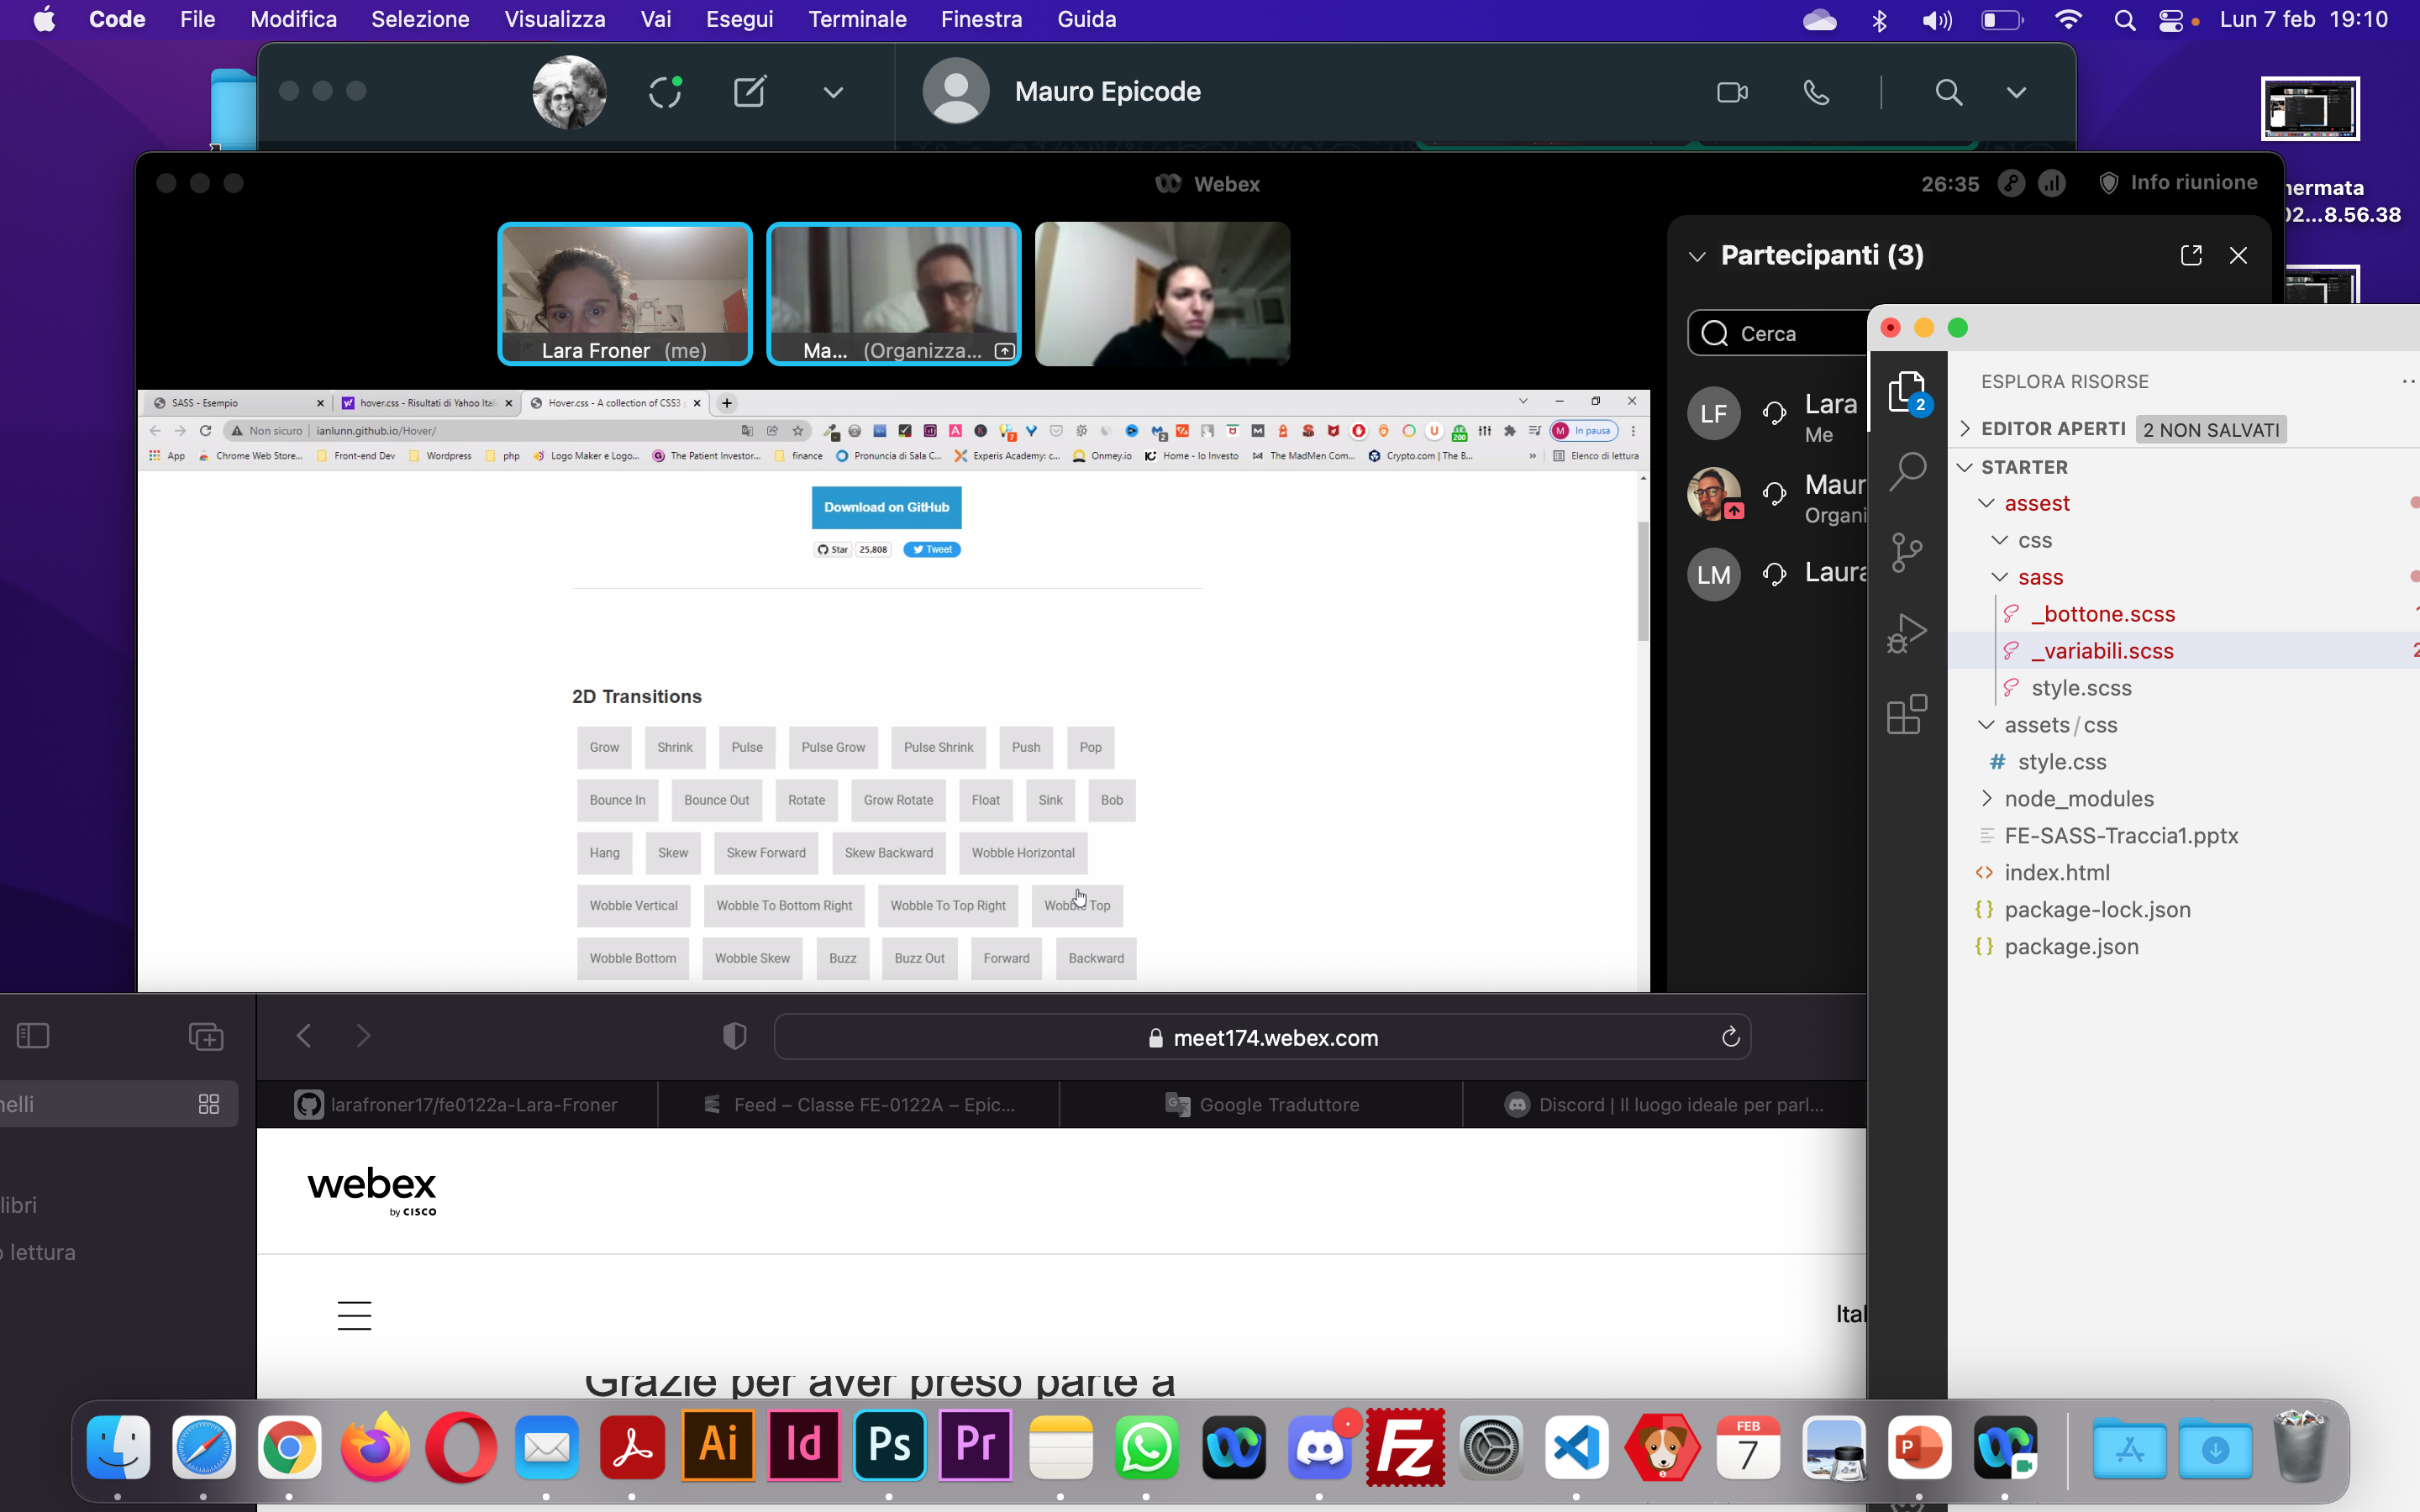 Code File Modifica Selezione Visualizza Vai Esegui Terminale Finestra Guida Lun 7 feb 19:10
Mauro Epicode
Webex
26:35 Info riunione
Lara Froner (me)
Ma... (Organizza...
Partecipanti (3)
Cerca
LF Lara
Me
Maur
Organi
LM Laura
SASS - Esempio
hover.css - Risultati di Yahoo Ital
Hover.css - A collection of CSS3
Non sicuro ianlunn.github.io/Hover/
In pausa
App
Chrome Web Store...
Front-end Dev
Wordpress
php
Logo Maker e Logo...
The Patient Investor...
finance
Pronuncia di Sala C...
Experis Academy: c...
Onmey.io
Home - Io Investo
The MadMen Com...
Crypto.com | The B...
Elenco di lettura
Download on GitHub
Star 25,808 Tweet
2D Transitions
Grow Shrink Pulse Pulse Grow Pulse Shrink Push Pop
Bounce In Bounce Out Rotate Grow Rotate Float Sink Bob
Hang Skew Skew Forward Skew Backward Wobble Horizontal
Wobble Vertical Wobble To Bottom Right Wobble To Top Right Wobble Top
Wobble Bottom Wobble Skew Buzz Buzz Out Forward Backward
hermata
02...8.56.38
ESPLORA RISORSE
2
EDITOR APERTI 2 NON SALVATI
STARTER
assest
css
sass
_bottone.scss
_variabili.scss
style.scss
assets/css
style.css
node_modules
FE-SASS-Traccia1.pptx
index.html
package-lock.json
package.json
meet174.webex.com
nelli
larafroner17/fe0122a-Lara-Froner
Feed – Classe FE-0122A – Epic...
Google Traduttore
Discord | Il luogo ideale per parl...
webex
by CISCO
libri
lettura
Ital
Grazie per aver preso parte a
Ai Id Ps Pr Fz FEB 7 P